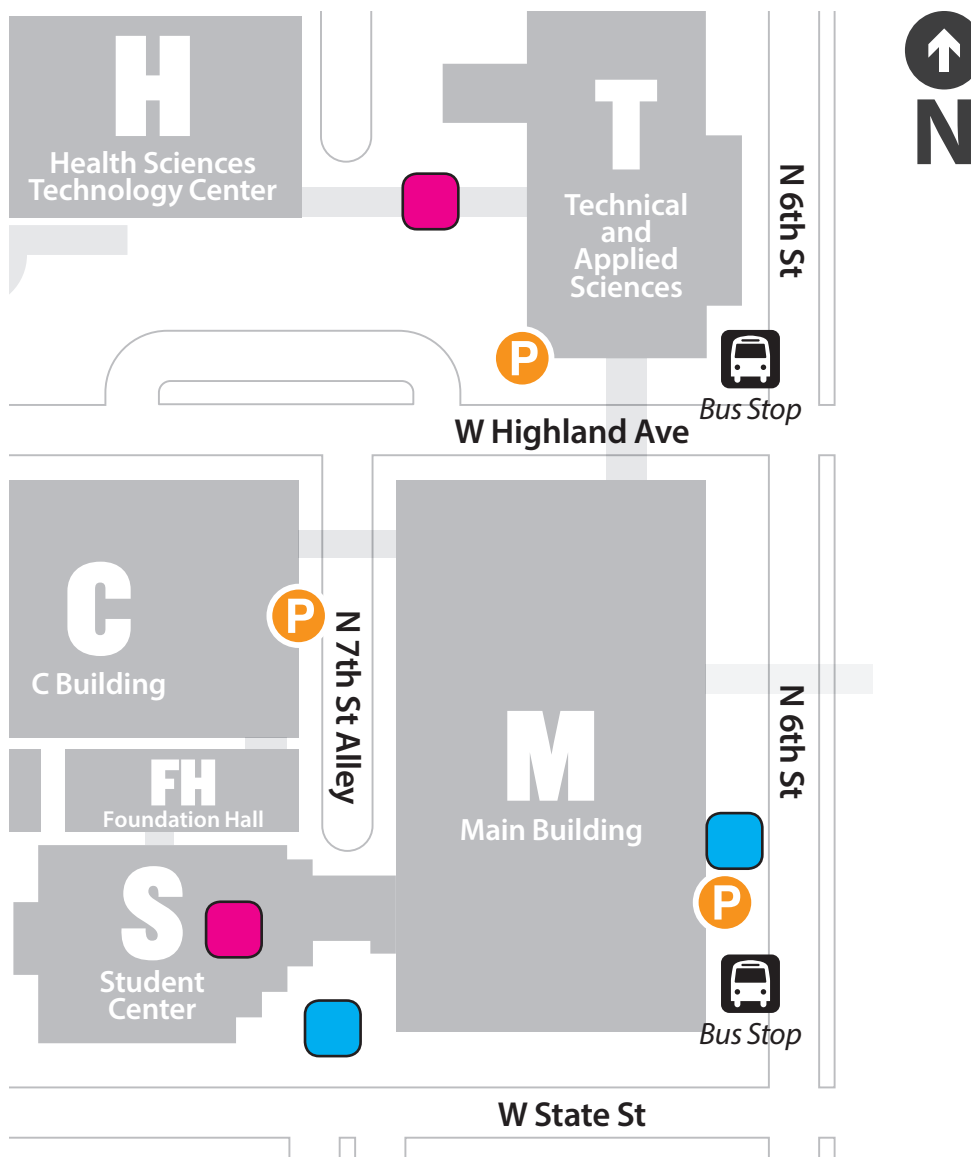 H
Health Sciences
Technology Center
T
Technical
and
Applied
Sciences
N 6th St
N
P
Bus Stop
W Highland Ave
C
C Building
P
N 7th St Alley
M
Main Building
N 6th St
FH
Foundation Hall
S
Student
Center
P
Bus Stop
W State St